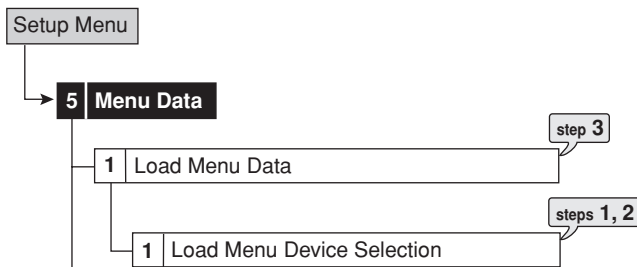 Setup Menu
5 Menu Data
step 3
1 Load Menu Data
steps 1, 2
1 Load Menu Device Selection